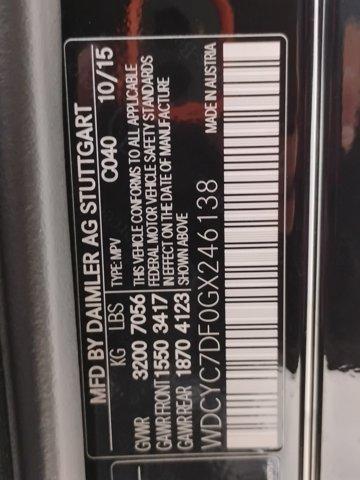 MFD BY DAIMLER AG STUTTGART
C040 10/15
KG LBS TYPE: MPV
GVWR 3200 7056 THIS VEHICLE CONFORMS TO ALL APPLICABLE
GAWR FRONT 1550 3417 FEDERAL MOTOR VEHICLE SAFETY STANDARDS
GAWR REAR 1870 4123 IN EFFECT ON THE DATE OF MANUFACTURE
SHOWN ABOVE
WDCYC7DF0GX246138 MADE IN AUSTRIA